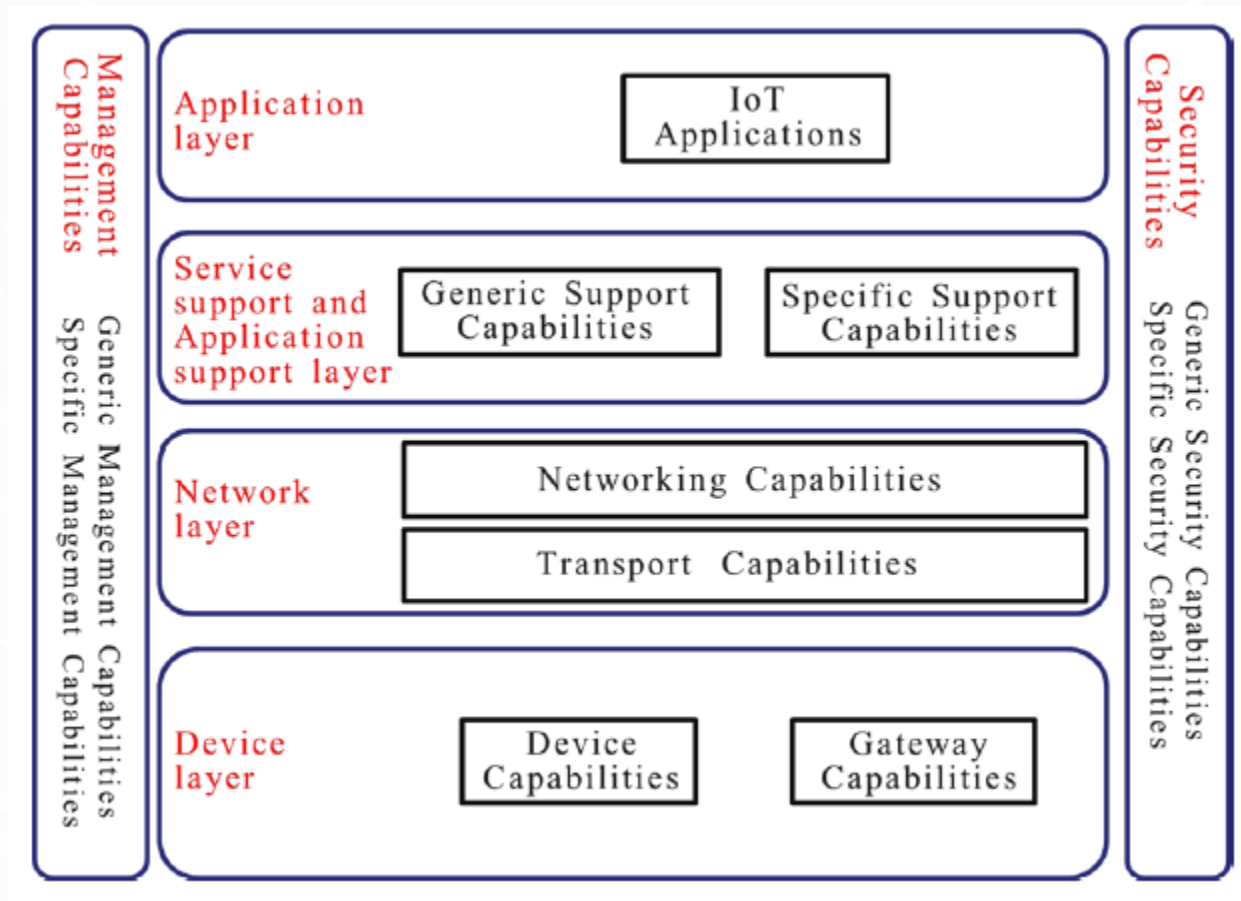 Management
Capabilities
Generic Management Capabilities
Specific Management Capabilities
Application
layer
IoT
Applications
Service
support and
Application
support layer
Generic Support
Capabilities
Specific Support
Capabilities
Network
layer
Networking Capabilities
Transport Capabilities
Device
layer
Device
Capabilities
Gateway
Capabilities
Security
Capabilities
Generic Security Capabilities
Specific Security Capabilities